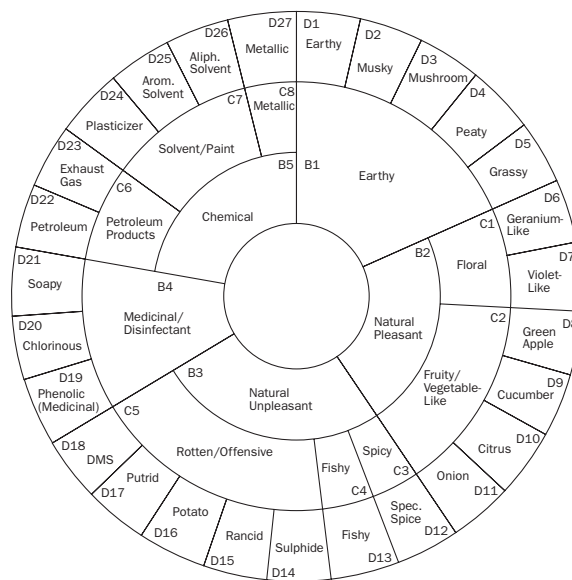 D27
Metallic
D1
Earthy
D2
Musky
D3
Mushroom
D4
Peaty
D5
Grassy
D6
Geranium-
Like
D7
Violet-
Like
D8
Green
Apple
D9
Cucumber
D10
Citrus
Onion
D11
Spec.
Spice
D12
Fishy
D13
Sulphide
D14
Rancid
D15
Potato
D16
Putrid
D17
D18
DMS
D19
Phenolic
(Medicinal)
D20
Chlorinous
D21
Soapy
D22
Petroleum
D23
Exhaust
Gas
D24
Plasticizer
D25
Arom.
Solvent
D26
Aliph.
Solvent
C8
Metallic
C7
Solvent/Paint
C6
Petroleum
Products
B5
Chemical
B1
Earthy
C1
Floral
B2
Natural
Pleasant
C2
Fruity/
Vegetable-
Like
B4
Medicinal/
Disinfectant
B3
Natural
Unpleasant
C5
Rotten/Offensive
Fishy
C4
Spicy
C3